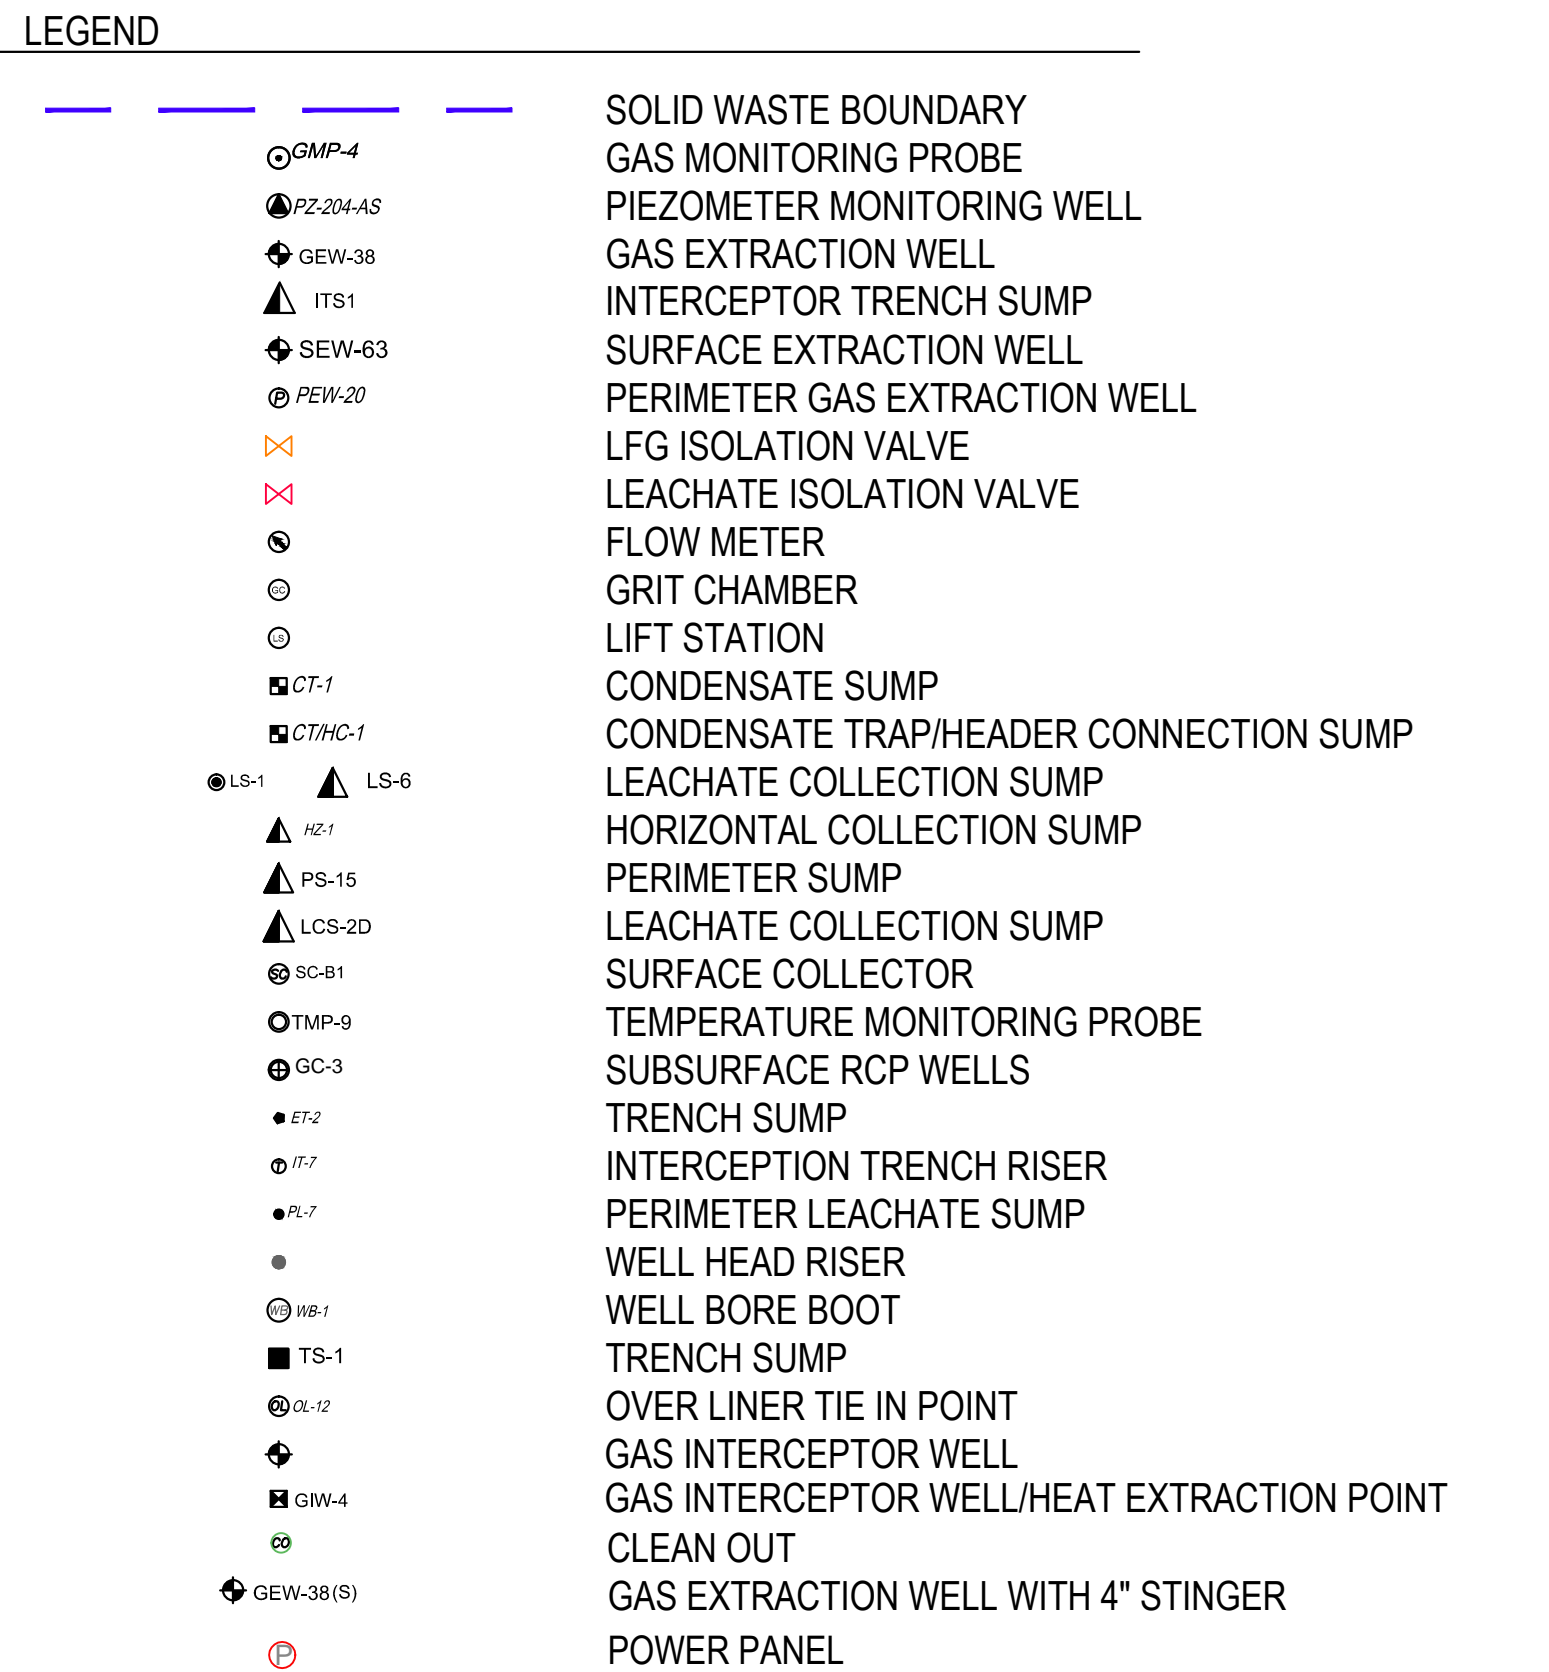 LEGEND
SOLID WASTE BOUNDARY
GMP-4 GAS MONITORING PROBE
PZ-204-AS PIEZOMETER MONITORING WELL
GEW-38 GAS EXTRACTION WELL
ITS1 INTERCEPTOR TRENCH SUMP
SEW-63 SURFACE EXTRACTION WELL
P PEW-20 PERIMETER GAS EXTRACTION WELL
LFG ISOLATION VALVE
LEACHATE ISOLATION VALVE
FLOW METER
GC GRIT CHAMBER
LS LIFT STATION
CT-1 CONDENSATE SUMP
CT/HC-1 CONDENSATE TRAP/HEADER CONNECTION SUMP
LS-1 LS-6 LEACHATE COLLECTION SUMP
HZ-1 HORIZONTAL COLLECTION SUMP
PS-15 PERIMETER SUMP
LCS-2D LEACHATE COLLECTION SUMP
SC SC-B1 SURFACE COLLECTOR
TMP-9 TEMPERATURE MONITORING PROBE
GC-3 SUBSURFACE RCP WELLS
ET-2 TRENCH SUMP
T IT-7 INTERCEPTION TRENCH RISER
PL-7 PERIMETER LEACHATE SUMP
WELL HEAD RISER
WB WB-1 WELL BORE BOOT
TS-1 TRENCH SUMP
OL OL-12 OVER LINER TIE IN POINT
GAS INTERCEPTOR WELL
GIW-4 GAS INTERCEPTOR WELL/HEAT EXTRACTION POINT
CO CLEAN OUT
GEW-38(S) GAS EXTRACTION WELL WITH 4" STINGER
P POWER PANEL